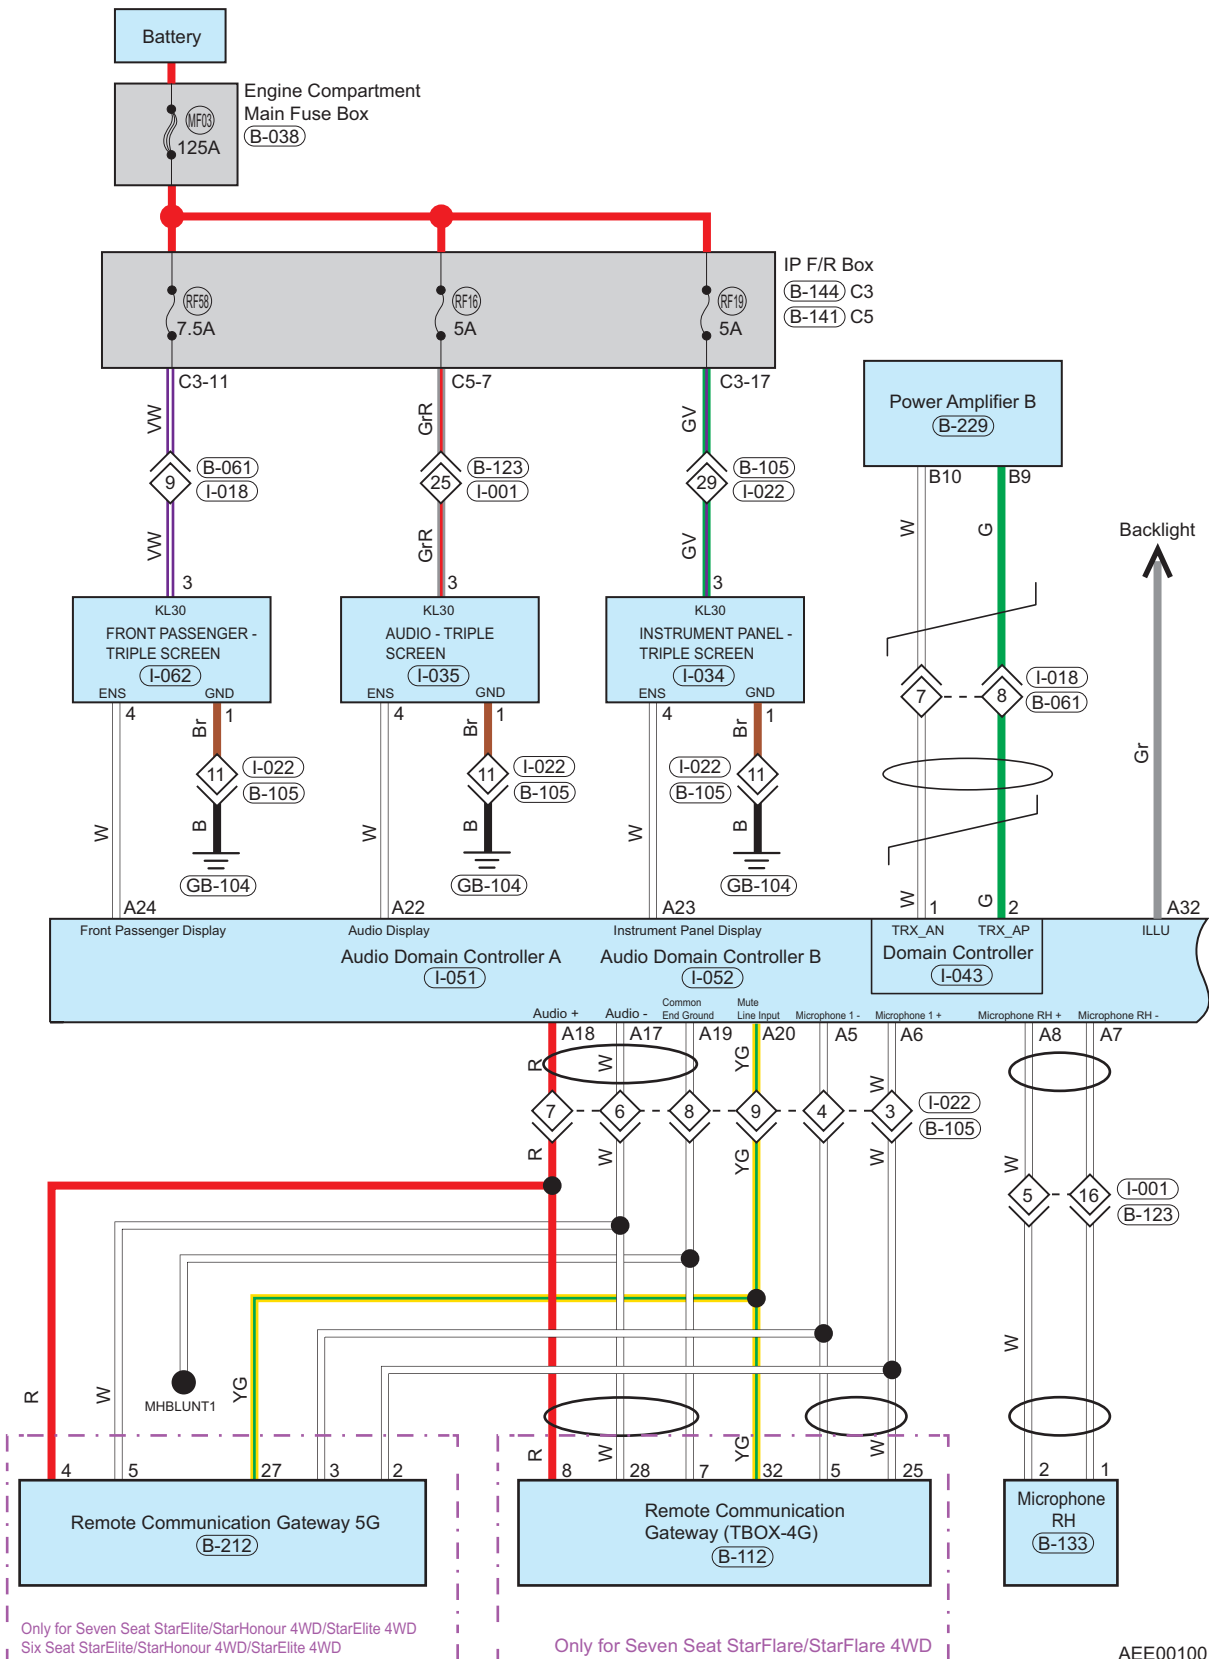 Battery
Engine Compartment
Main Fuse Box
B-038
MF03
125A
IP F/R Box
B-144 C3
B-141 C5
RF58
7.5A
RF16
5A
RF19
5A
C3-11
C5-7
C3-17
VW
GrR
GV
9
B-061
I-018
25
B-123
I-001
29
B-105
I-022
VW
GrR
GV
3
3
3
Power Amplifier B
B-229
B10
B9
W
G
Backlight
KL30
FRONT PASSENGER -
TRIPLE SCREEN
I-062
ENS
GND
KL30
AUDIO - TRIPLE
SCREEN
I-035
ENS
GND
KL30
INSTRUMENT PANEL -
TRIPLE SCREEN
I-034
ENS
GND
7
8
I-018
B-061
4
1
4
1
4
1
Br
Br
Br
Gr
11
I-022
B-105
11
I-022
B-105
I-022
B-105
11
W
B
W
B
W
B
GB-104
GB-104
GB-104
W
G
A24
A22
A23
1
2
A32
Front Passenger Display
Audio Display
Instrument Panel Display
TRX_AN
TRX_AP
ILLU
Audio Domain Controller A
I-051
Audio Domain Controller B
I-052
Domain Controller
I-043
Audio +
Audio -
Common
End Ground
Mute
Line Input
Microphone 1 -
Microphone 1 +
Microphone RH +
Microphone RH -
A18
A17
A19
A20
A5
A6
A8
A7
R
W
YG
W
7
6
8
9
4
3
I-022
B-105
R
W
YG
W
W
5
16
I-001
B-123
W
R
W
MHBLUNT1
YG
R
W
YG
W
4
5
27
3
2
8
28
7
32
5
25
2
1
Remote Communication Gateway 5G
B-212
Remote Communication
Gateway (TBOX-4G)
B-112
Microphone
RH
B-133
Only for Seven Seat StarElite/StarHonour 4WD/StarElite 4WD
Six Seat StarElite/StarHonour 4WD/StarElite 4WD
Only for Seven Seat StarFlare/StarFlare 4WD
AEE00100